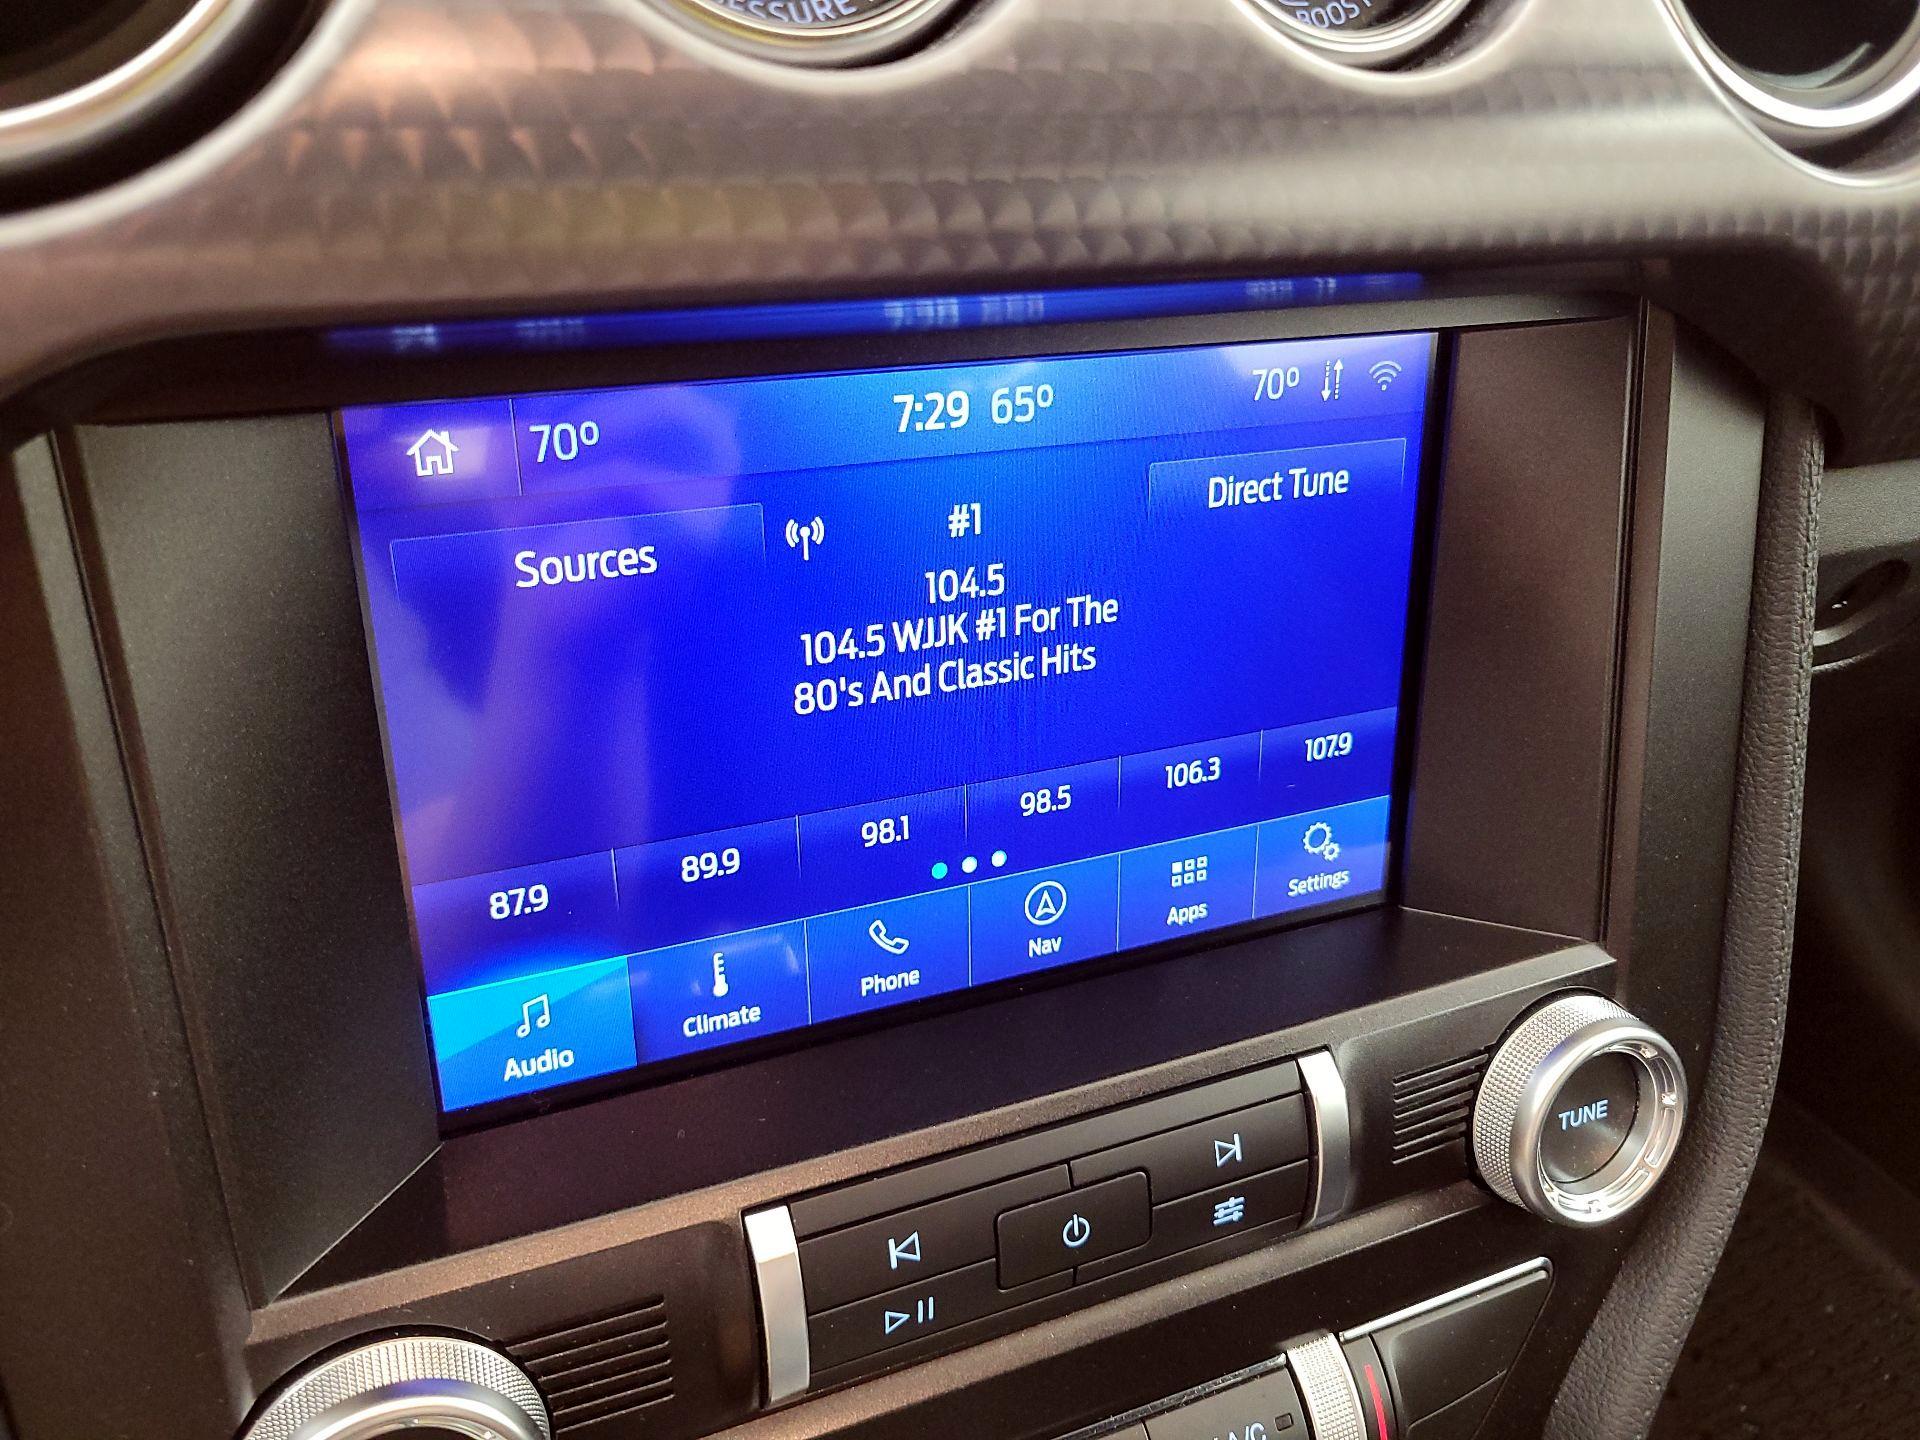 BOOST
70° 7:29 65° 70°
Sources
#1
Direct Tune
104.5
104.5 WJJK #1 For The
80's And Classic Hits
87.9 89.9 98.1 98.5 106.3 107.9
Audio Climate Phone Nav Apps Settings
TUNE
A/C